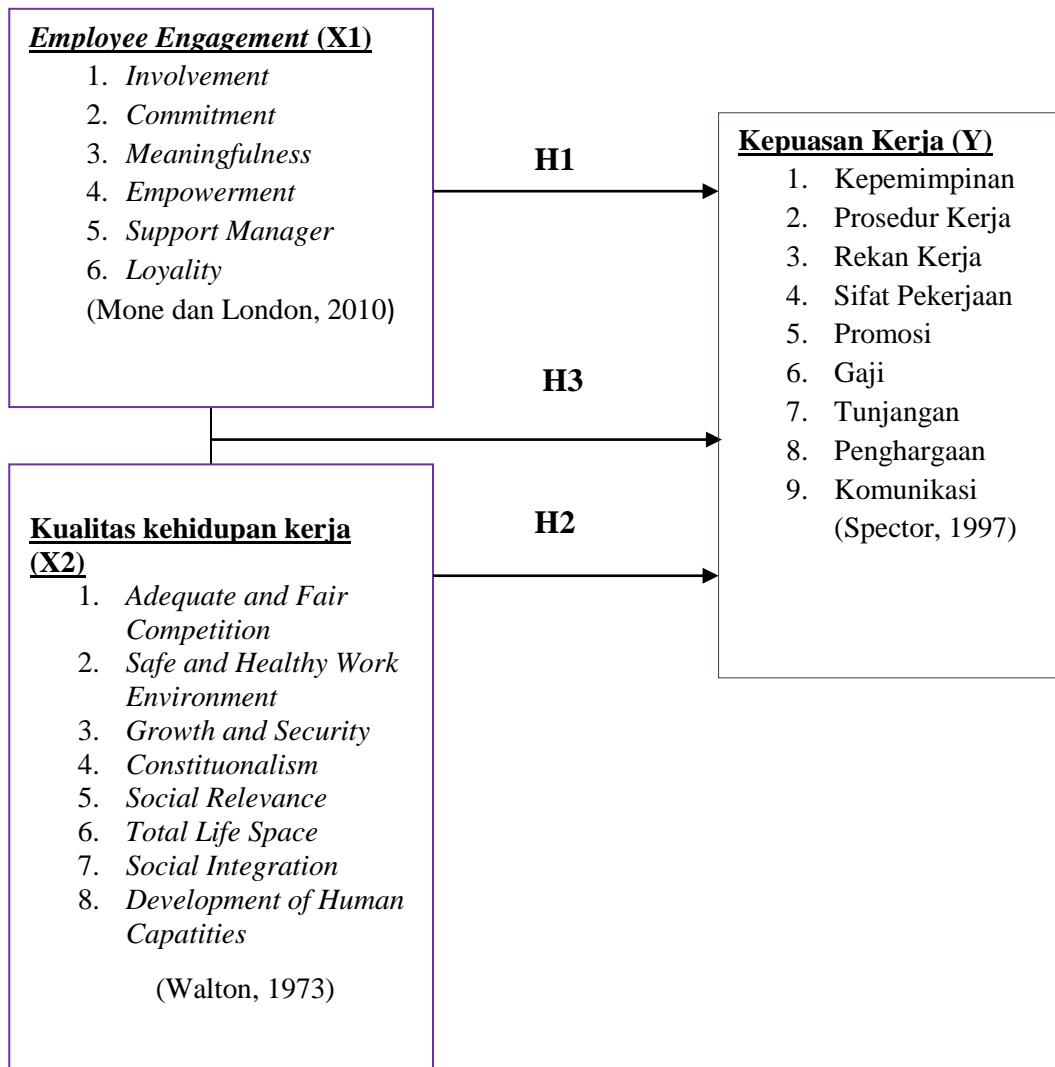 Employee Engagement (X1)
1. Involvement
2. Commitment
3. Meaningfulness
4. Empowerment
5. Support Manager
6. Loyality
(Mone dan London, 2010)
H1
H3
H2
Kualitas kehidupan kerja
(X2)
1. Adequate and Fair
Competition
2. Safe and Healthy Work
Environment
3. Growth and Security
4. Constituonalism
5. Social Relevance
6. Total Life Space
7. Social Integration
8. Development of Human
Capatities
(Walton, 1973)
Kepuasan Kerja (Y)
1. Kepemimpinan
2. Prosedur Kerja
3. Rekan Kerja
4. Sifat Pekerjaan
5. Promosi
6. Gaji
7. Tunjangan
8. Penghargaan
9. Komunikasi
(Spector, 1997)